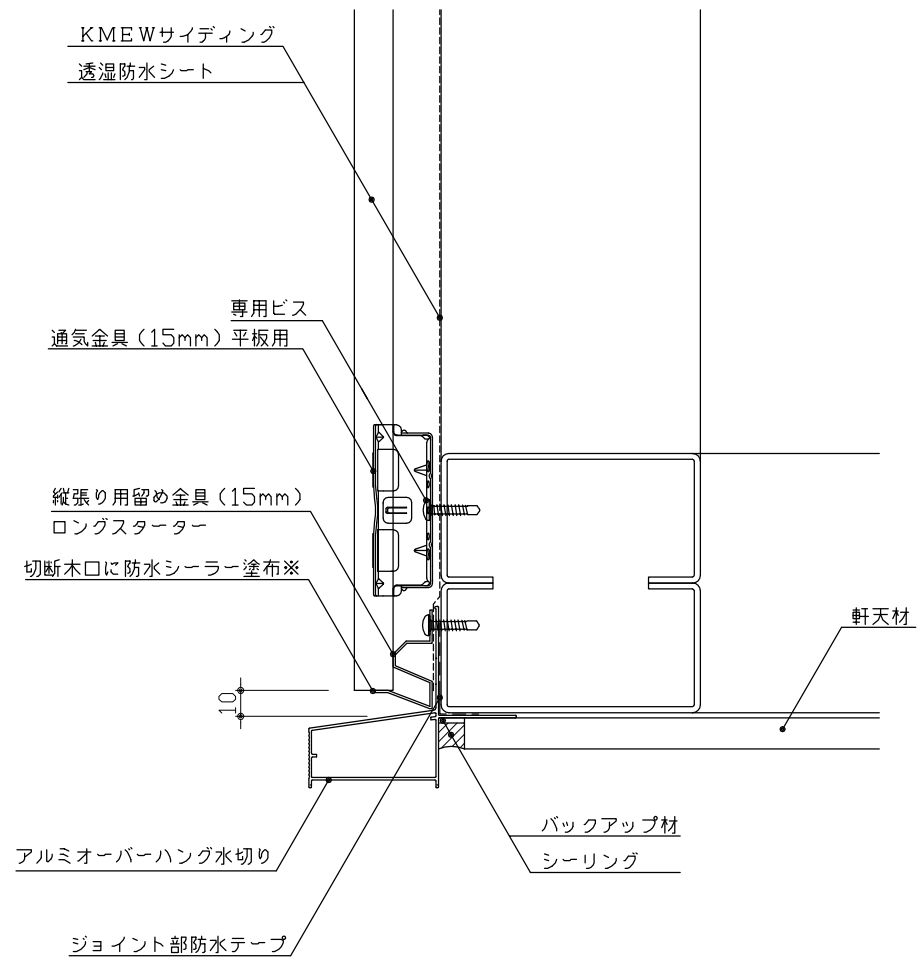 KMEWサイディング
透湿防水シート
専用ビス
通気金具(15mm)平板用
縦張り用留め金具(15mm)
ロングスターター
切断木口に防水シーラー塗布※
軒天材
10
バックアップ材
シーリング
アルミオーバーハング水切り
ジョイント部防水テープ